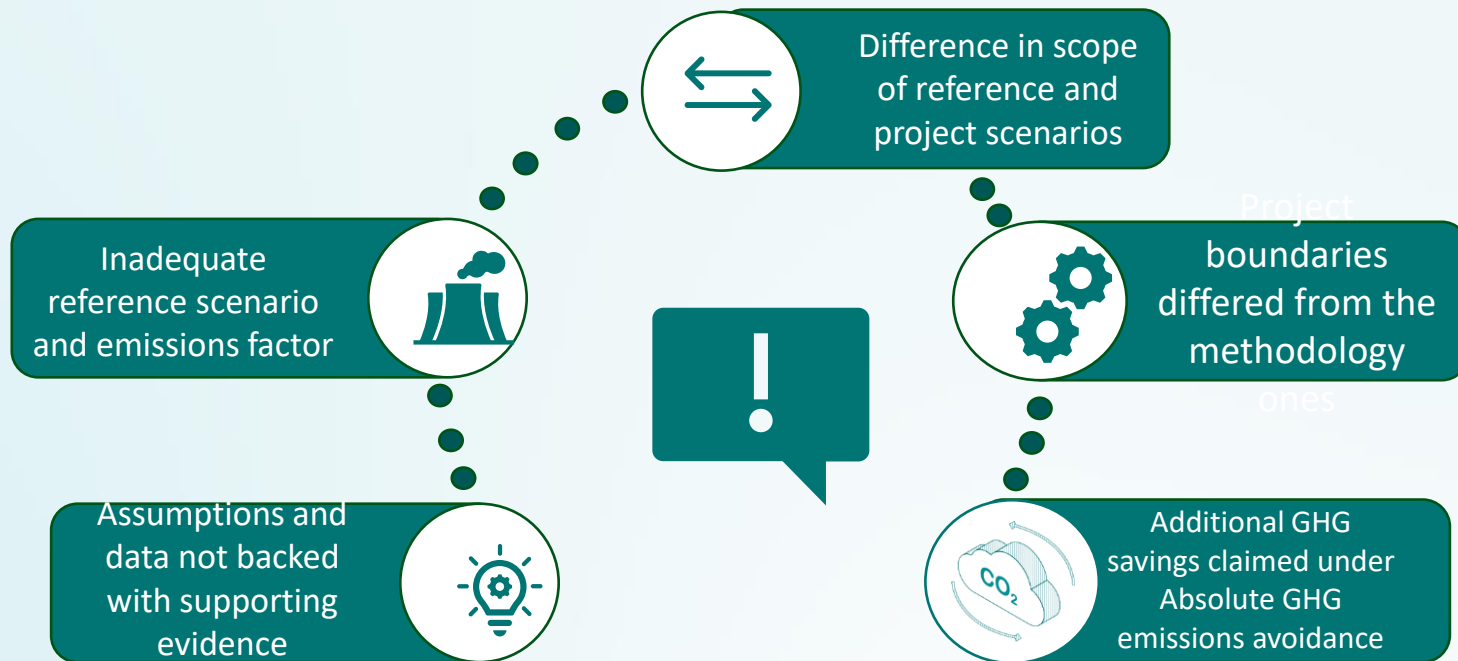 Difference in scope
of reference and
project scenarios
Inadequate
reference scenario
and emissions factor
Project
boundaries
differed from the
methodology
ones
!
Assumptions and
data not backed
with supporting
evidence
CO2
Additional GHG
savings claimed under
Absolute GHG
emissions avoidance